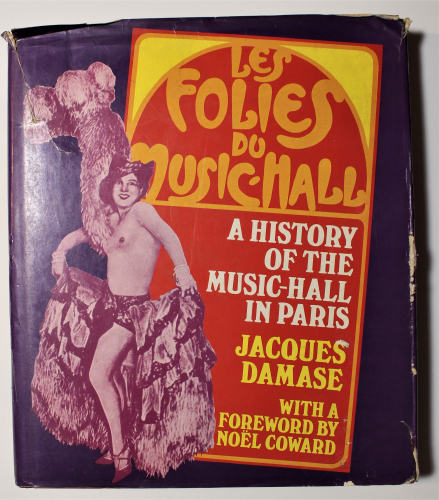 LES
FOLIES
DU
MUSIC-HALL
A HISTORY
OF THE
MUSIC-HALL
IN PARIS
JACQUES
DAMASE
WITH A
FOREWORD BY
NOËL COWARD